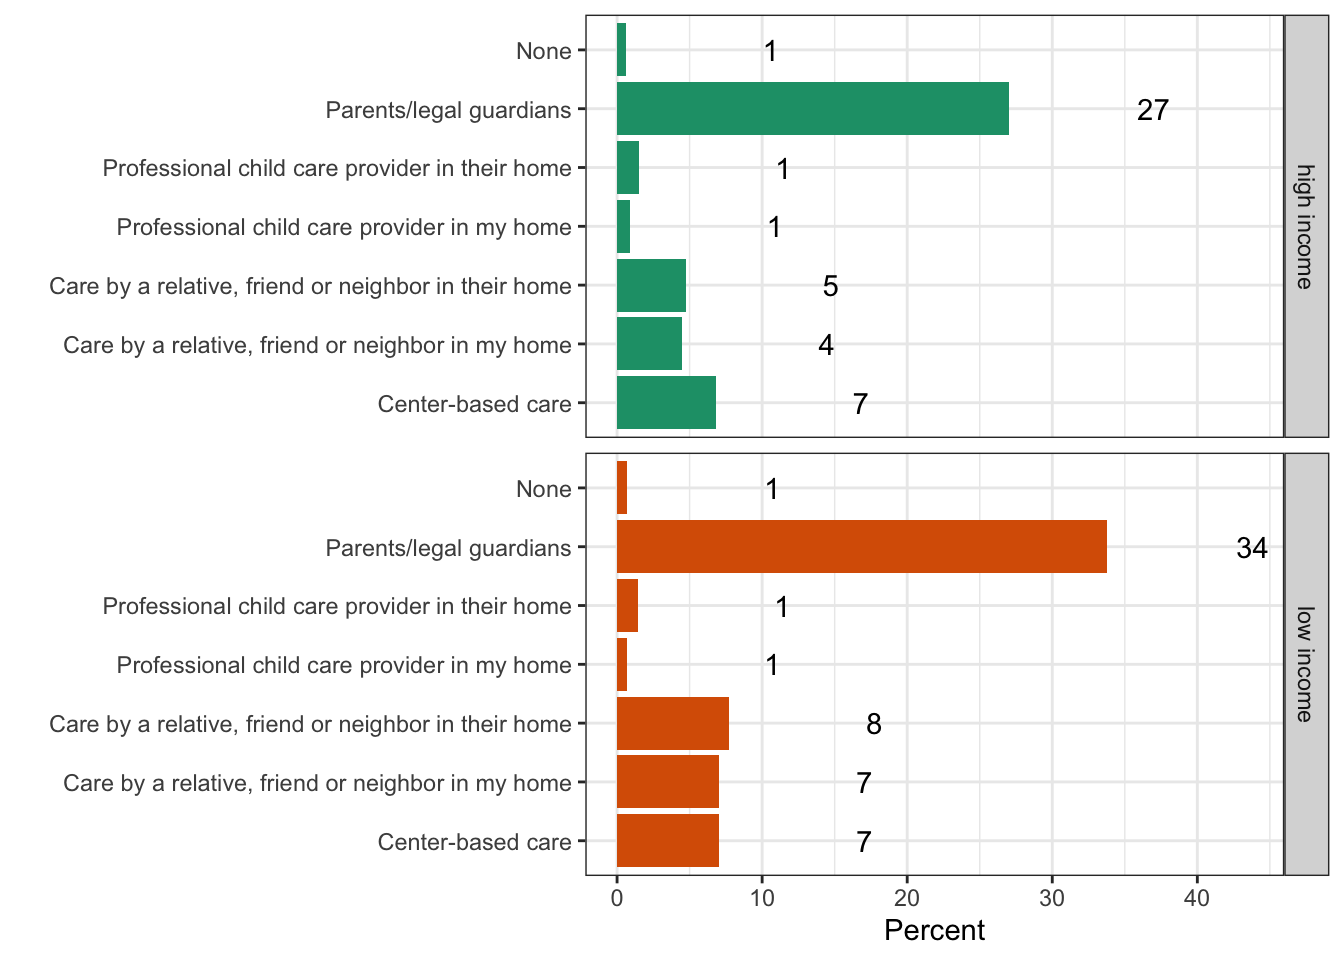 None 1
Parents/legal guardians 27
Professional child care provider in their home 1
Professional child care provider in my home 1
Care by a relative, friend or neighbor in their home 5
Care by a relative, friend or neighbor in my home 4
Center-based care 7
high income
None 1
Parents/legal guardians 34
Professional child care provider in their home 1
Professional child care provider in my home 1
Care by a relative, friend or neighbor in their home 8
Care by a relative, friend or neighbor in my home 7
Center-based care 7
low income
0 10 20 30 40
Percent